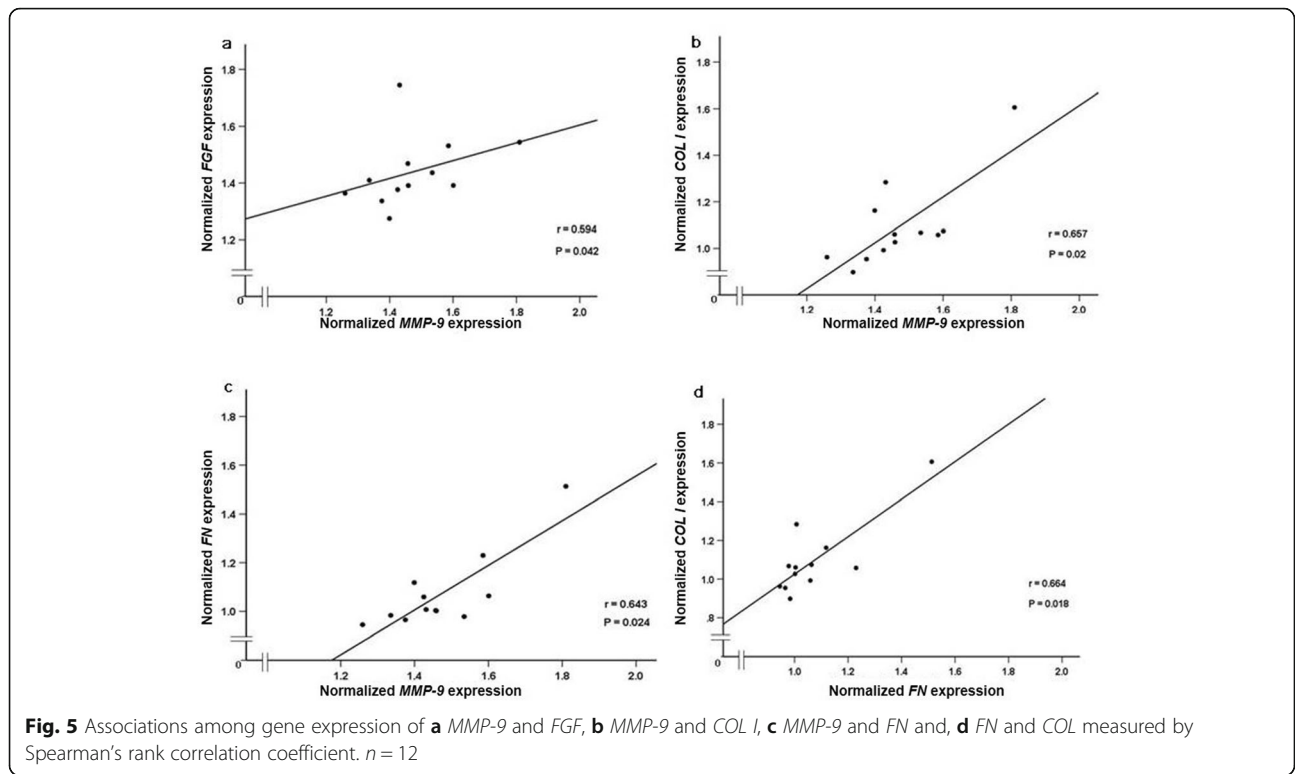 a
Normalized FGF expression
1.8
1.6
1.4
1.2
0
r = 0.594
P = 0.042
1.2 1.4 1.6 1.8 2.0
Normalized MMP-9 expression
b
Normalized COL I expression
1.8
1.6
1.4
1.2
1.0
0
r = 0.657
P = 0.02
1.2 1.4 1.6 1.8 2.0
Normalized MMP-9 expression
c
Normalized FN expression
1.8
1.6
1.4
1.2
1.0
0
r = 0.643
P = 0.024
1.2 1.4 1.6 1.8 2.0
Normalized MMP-9 expression
d
Normalized COL I expression
1.8
1.6
1.4
1.2
1.0
.8
0
r = 0.664
P = 0.018
1.0 1.2 1.4 1.6 1.8 2.0
Normalized FN expression
Fig. 5 Associations among gene expression of a MMP-9 and FGF, b MMP-9 and COL I, c MMP-9 and FN and, d FN and COL measured by
Spearman's rank correlation coefficient. n = 12